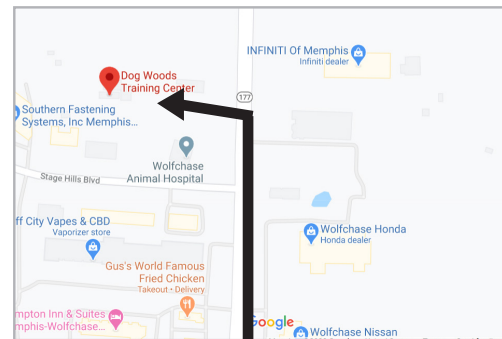 INFINITI Of Memphis
Infiniti dealer
Dog Woods
Training Center
177
Southern Fastening
Systems, Inc Memphis...
Wolfchase
Animal Hospital
Stage Hills Blvd
ff City Vapes & CBD
Vaporizer store
Wolfchase Honda
Honda dealer
Gus's World Famous
Fried Chicken
Takeout • Delivery
mpton Inn & Suites
mphis-Wolfchase...
Google
Wolfchase Nissan